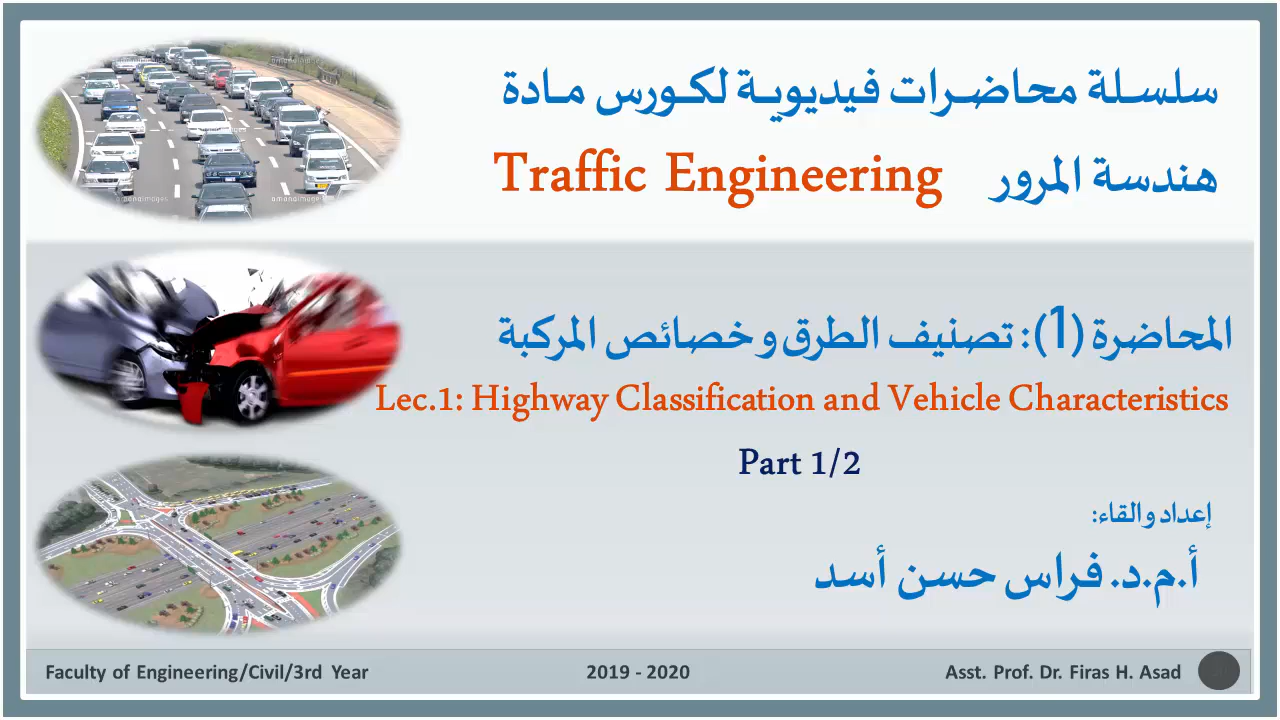 سلسلة محاضرات فيديوية لكورس مادة
هندسة المرور Traffic Engineering
المحاضرة (1): تصنيف الطرق و خصائص المركبة
Lec.1: Highway Classification and Vehicle Characteristics
Part 1/2
إعداد والقاء:
أ.م.د. فراس حسن أسد
Faculty of Engineering/Civil/3rd Year 2019 - 2020 Asst. Prof. Dr. Firas H. Asad